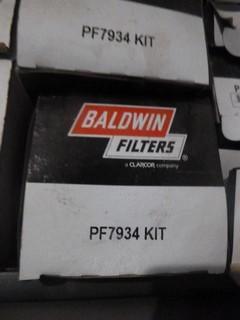 PF7934 KIT
BALDWIN
FILTERS
®
a CLARCOR company
PF7934 KIT
P